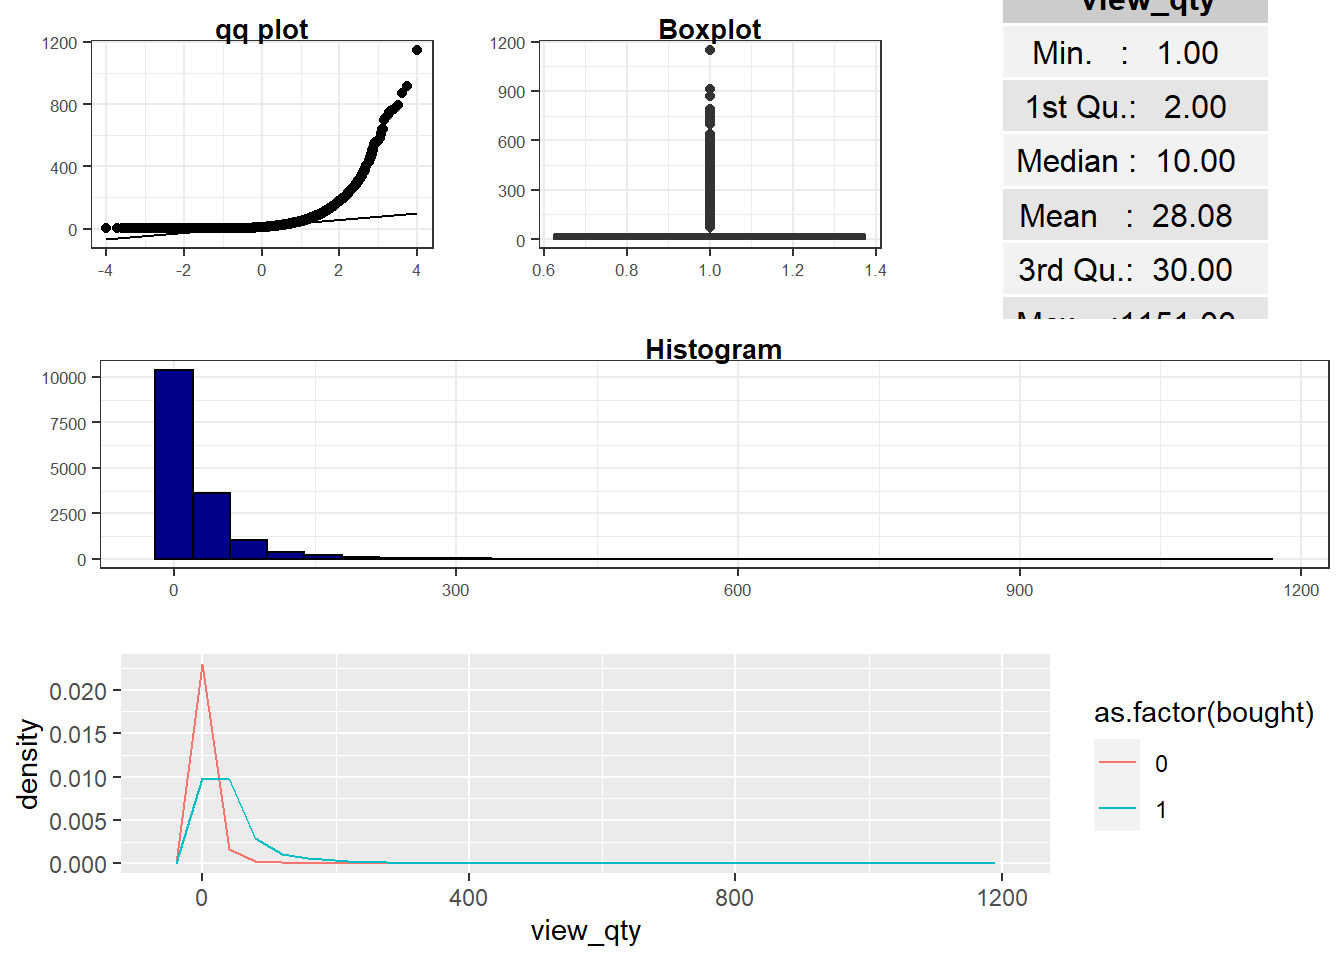 qq plot
1200
800
400
0
-4 -2 0 2 4
Boxplot
1200
900
600
300
0
0.6 0.8 1.0 1.2 1.4
view_qty
Min. : 1.00
1st Qu.: 2.00
Median : 10.00
Mean : 28.08
3rd Qu.: 30.00
Max. :1151.00
Histogram
10000
7500
5000
2500
0
0 300 600 900 1200
density
0.020
0.015
0.010
0.005
0.000
0 400 800 1200
view_qty
as.factor(bought)
0
1